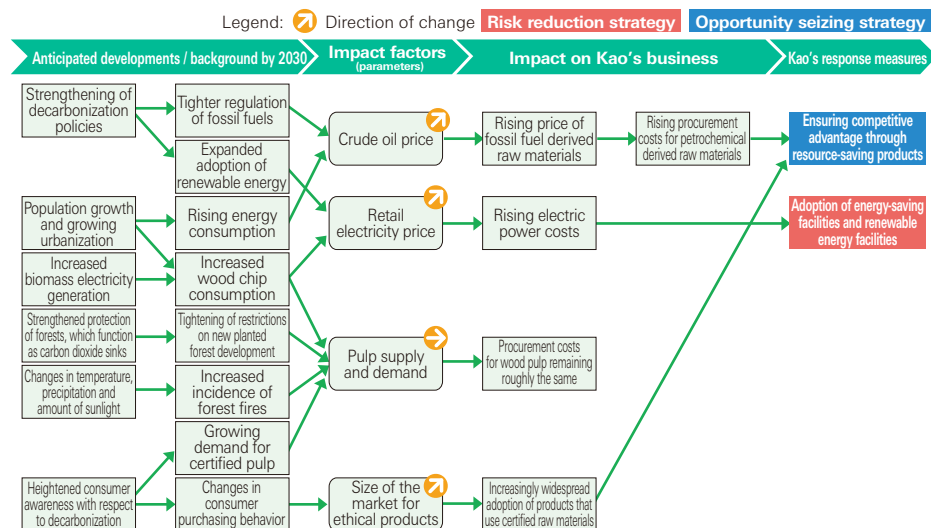 Legend: Direction of change Risk reduction strategy Opportunity seizing strategy
Anticipated developments / background by 2030
Impact factors
(parameters)
Impact on Kao's business
Kao's response measures
Strengthening of
decarbonization
policies
Tighter regulation
of fossil fuels
Crude oil price
Rising price of
fossil fuel derived
raw materials
Rising procurement
costs for petrochemical
derived raw materials
Ensuring competitive
advantage through
resource-saving products
Expanded
adoption of
renewable energy
Population growth
and growing
urbanization
Rising energy
consumption
Retail
electricity price
Rising electric
power costs
Adoption of energy-saving
facilities and renewable
energy facilities
Increased
biomass electricity
generation
Increased
wood chip
consumption
Strengthened protection
of forests, which function
as carbon dioxide sinks
Tightening of restrictions
on new planted
forest development
Pulp supply
and demand
Procurement costs
for wood pulp remaining
roughly the same
Changes in temperature,
precipitation and
amount of sunlight
Increased
incidence of
forest fires
Growing
demand for
certified pulp
Heightened consumer
awareness with respect
to decarbonization
Changes in
consumer
purchasing behavior
Size of the
market for
ethical products
Increasingly widespread
adoption of products that
use certified raw materials